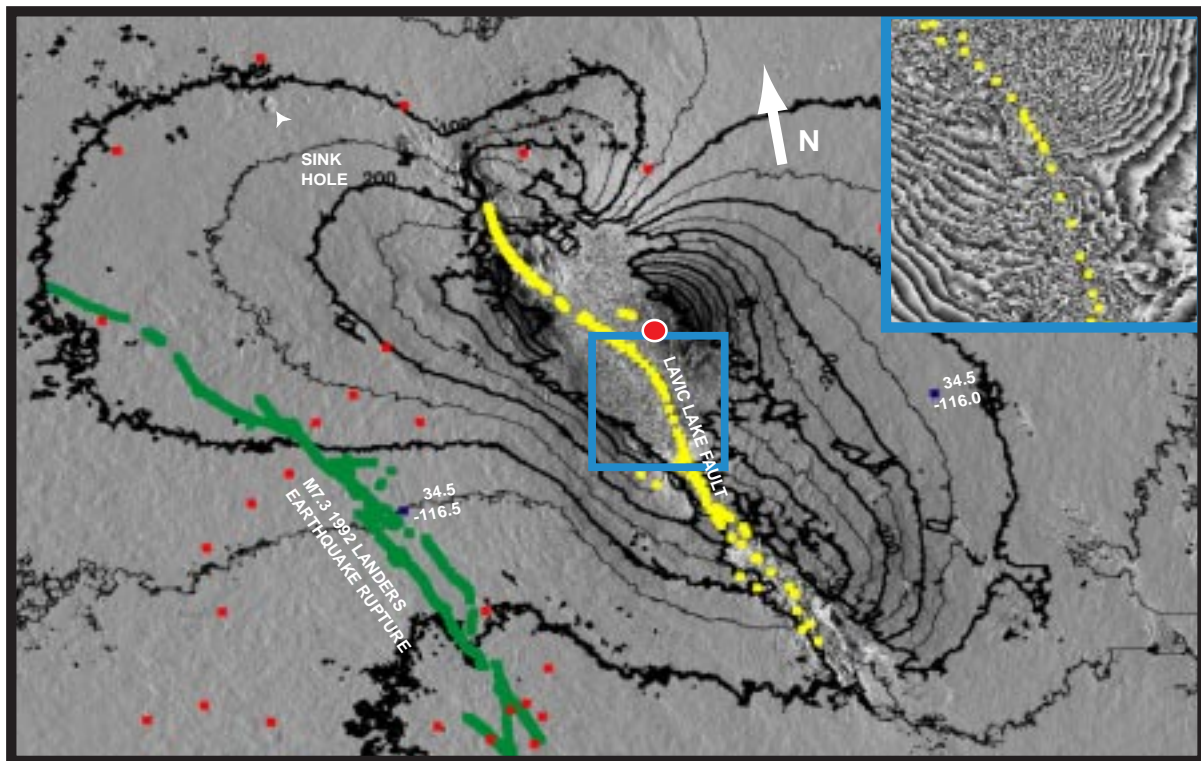 N
SINK
HOLE
100
200
LAVIC LAKE FAULT
34.5
-116.0
34.5
-116.5
M7.3 1992 LANDERS
EARTHQUAKE RUPTURE